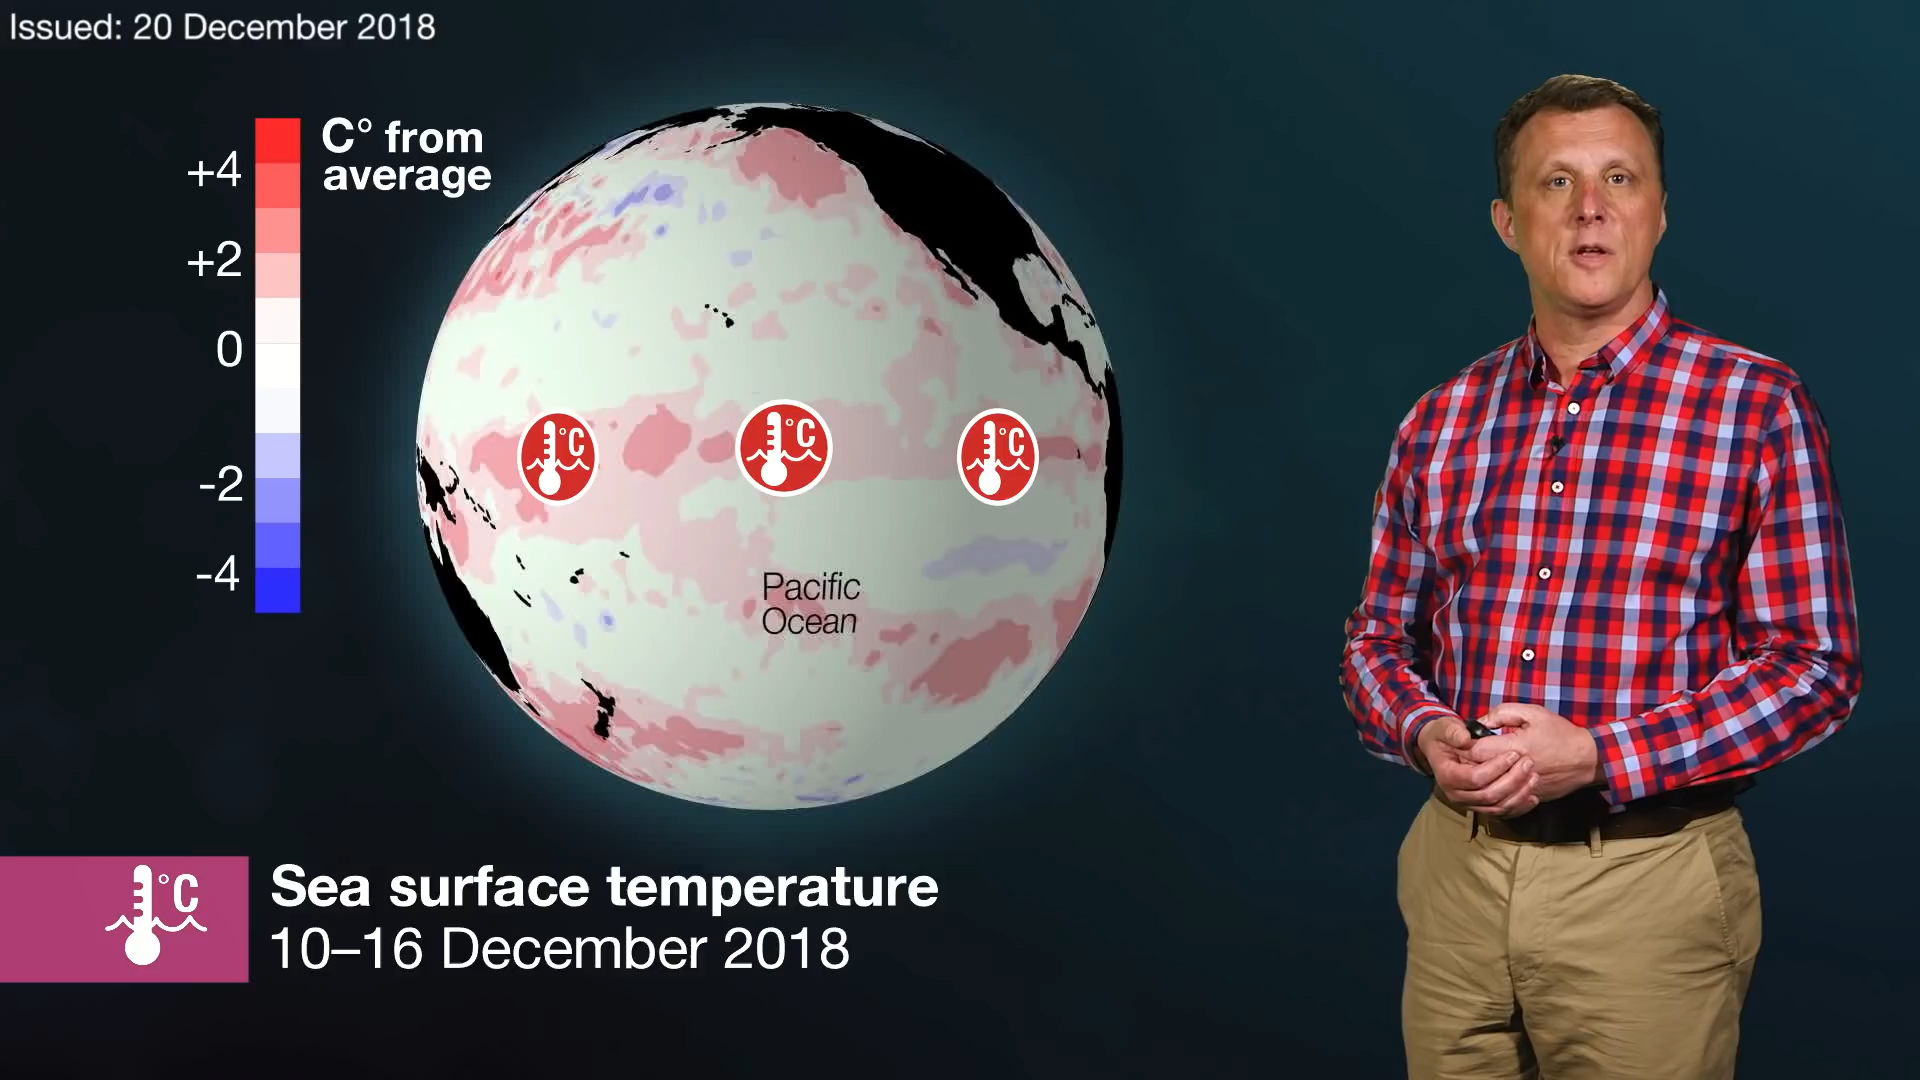 Issued: 20 December 2018
C° from
average
+4
+2
0
-2
-4
°C
°C
°C
Pacific
Ocean
°C
Sea surface temperature
10–16 December 2018